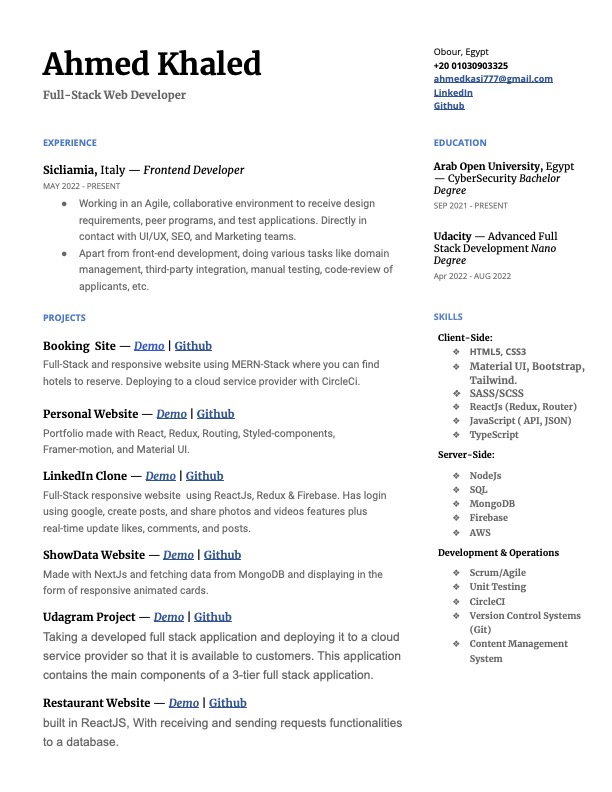 Ahmed Khaled
Full-Stack Web Developer
Obour, Egypt
+20 01030903325
ahmedkasi777@gmail.com
LinkedIn
Github
EXPERIENCE
Sicliamia, Italy — Frontend Developer
MAY 2022 - PRESENT
● Working in an Agile, collaborative environment to receive design
requirements, peer programs, and test applications. Directly in
contact with UI/UX, SEO, and Marketing teams.
● Apart from front-end development, doing various tasks like domain
management, third-party integration, manual testing, code-review of
applicants, etc.
PROJECTS
Booking Site — Demo | Github
Full-Stack and responsive website using MERN-Stack where you can find
hotels to reserve. Deploying to a cloud service provider with CircleCi.
Personal Website — Demo | Github
Portfolio made with React, Redux, Routing, Styled-components,
Framer-motion, and Material UI.
LinkedIn Clone — Demo | Github
Full-Stack responsive website using ReactJs, Redux & Firebase. Has login
using google, create posts, and share photos and videos features plus
real-time update likes, comments, and posts.
ShowData Website — Demo | Github
Made with NextJs and fetching data from MongoDB and displaying in the
form of responsive animated cards.
Udagram Project — Demo | Github
Taking a developed full stack application and deploying it to a cloud
service provider so that it is available to customers. This application
contains the main components of a 3-tier full stack application.
Restaurant Website — Demo | Github
built in ReactJS, With receiving and sending requests functionalities
to a database.
EDUCATION
Arab Open University, Egypt
— CyberSecurity Bachelor
Degree
SEP 2021 - PRESENT
Udacity — Advanced Full
Stack Development Nano
Degree
Apr 2022 - AUG 2022
SKILLS
Client-Side:
❖ HTML5, CSS3
❖ Material UI, Bootstrap,
Tailwind.
❖ SASS/SCSS
❖ ReactJs (Redux, Router)
❖ JavaScript ( API, JSON)
❖ TypeScript
Server-Side:
❖ NodeJs
❖ SQL
❖ MongoDB
❖ Firebase
❖ AWS
Development & Operations
❖ Scrum/Agile
❖ Unit Testing
❖ CircleCI
❖ Version Control Systems
(Git)
❖ Content Management
System